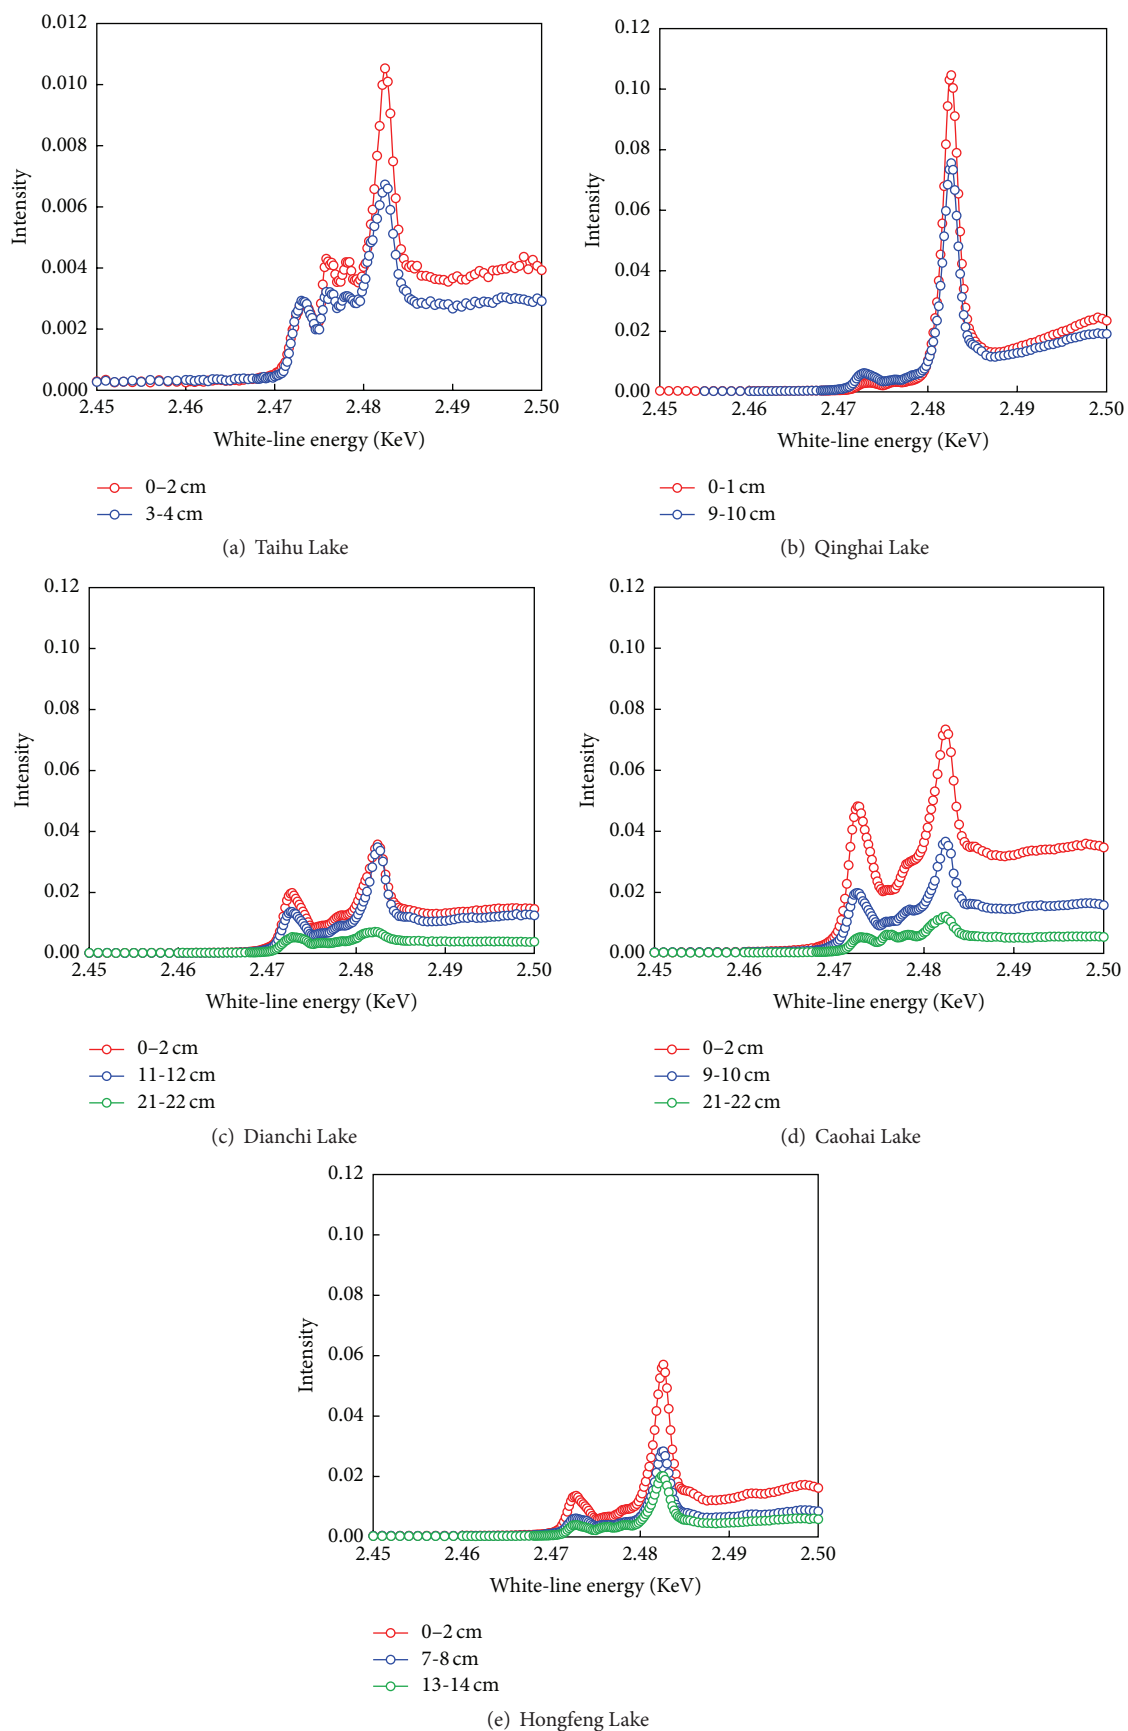 0.012
0.010
0.008
0.006
0.004
0.002
0.000
Intensity
2.45 2.46 2.47 2.48 2.49 2.50
White-line energy (KeV)
0–2 cm
3-4 cm
(a) Taihu Lake
0.12
0.10
0.08
0.06
0.04
0.02
0.00
Intensity
2.45 2.46 2.47 2.48 2.49 2.50
White-line energy (KeV)
0-1 cm
9-10 cm
(b) Qinghai Lake
0.12
0.10
0.08
0.06
0.04
0.02
0.00
Intensity
2.45 2.46 2.47 2.48 2.49 2.50
White-line energy (KeV)
0–2 cm
11-12 cm
21-22 cm
(c) Dianchi Lake
0.12
0.10
0.08
0.06
0.04
0.02
0.00
Intensity
2.45 2.46 2.47 2.48 2.49 2.50
White-line energy (KeV)
0–2 cm
9-10 cm
21-22 cm
(d) Caohai Lake
0.12
0.10
0.08
0.06
0.04
0.02
0.00
Intensity
2.45 2.46 2.47 2.48 2.49 2.50
White-line energy (KeV)
0–2 cm
7-8 cm
13-14 cm
(e) Hongfeng Lake